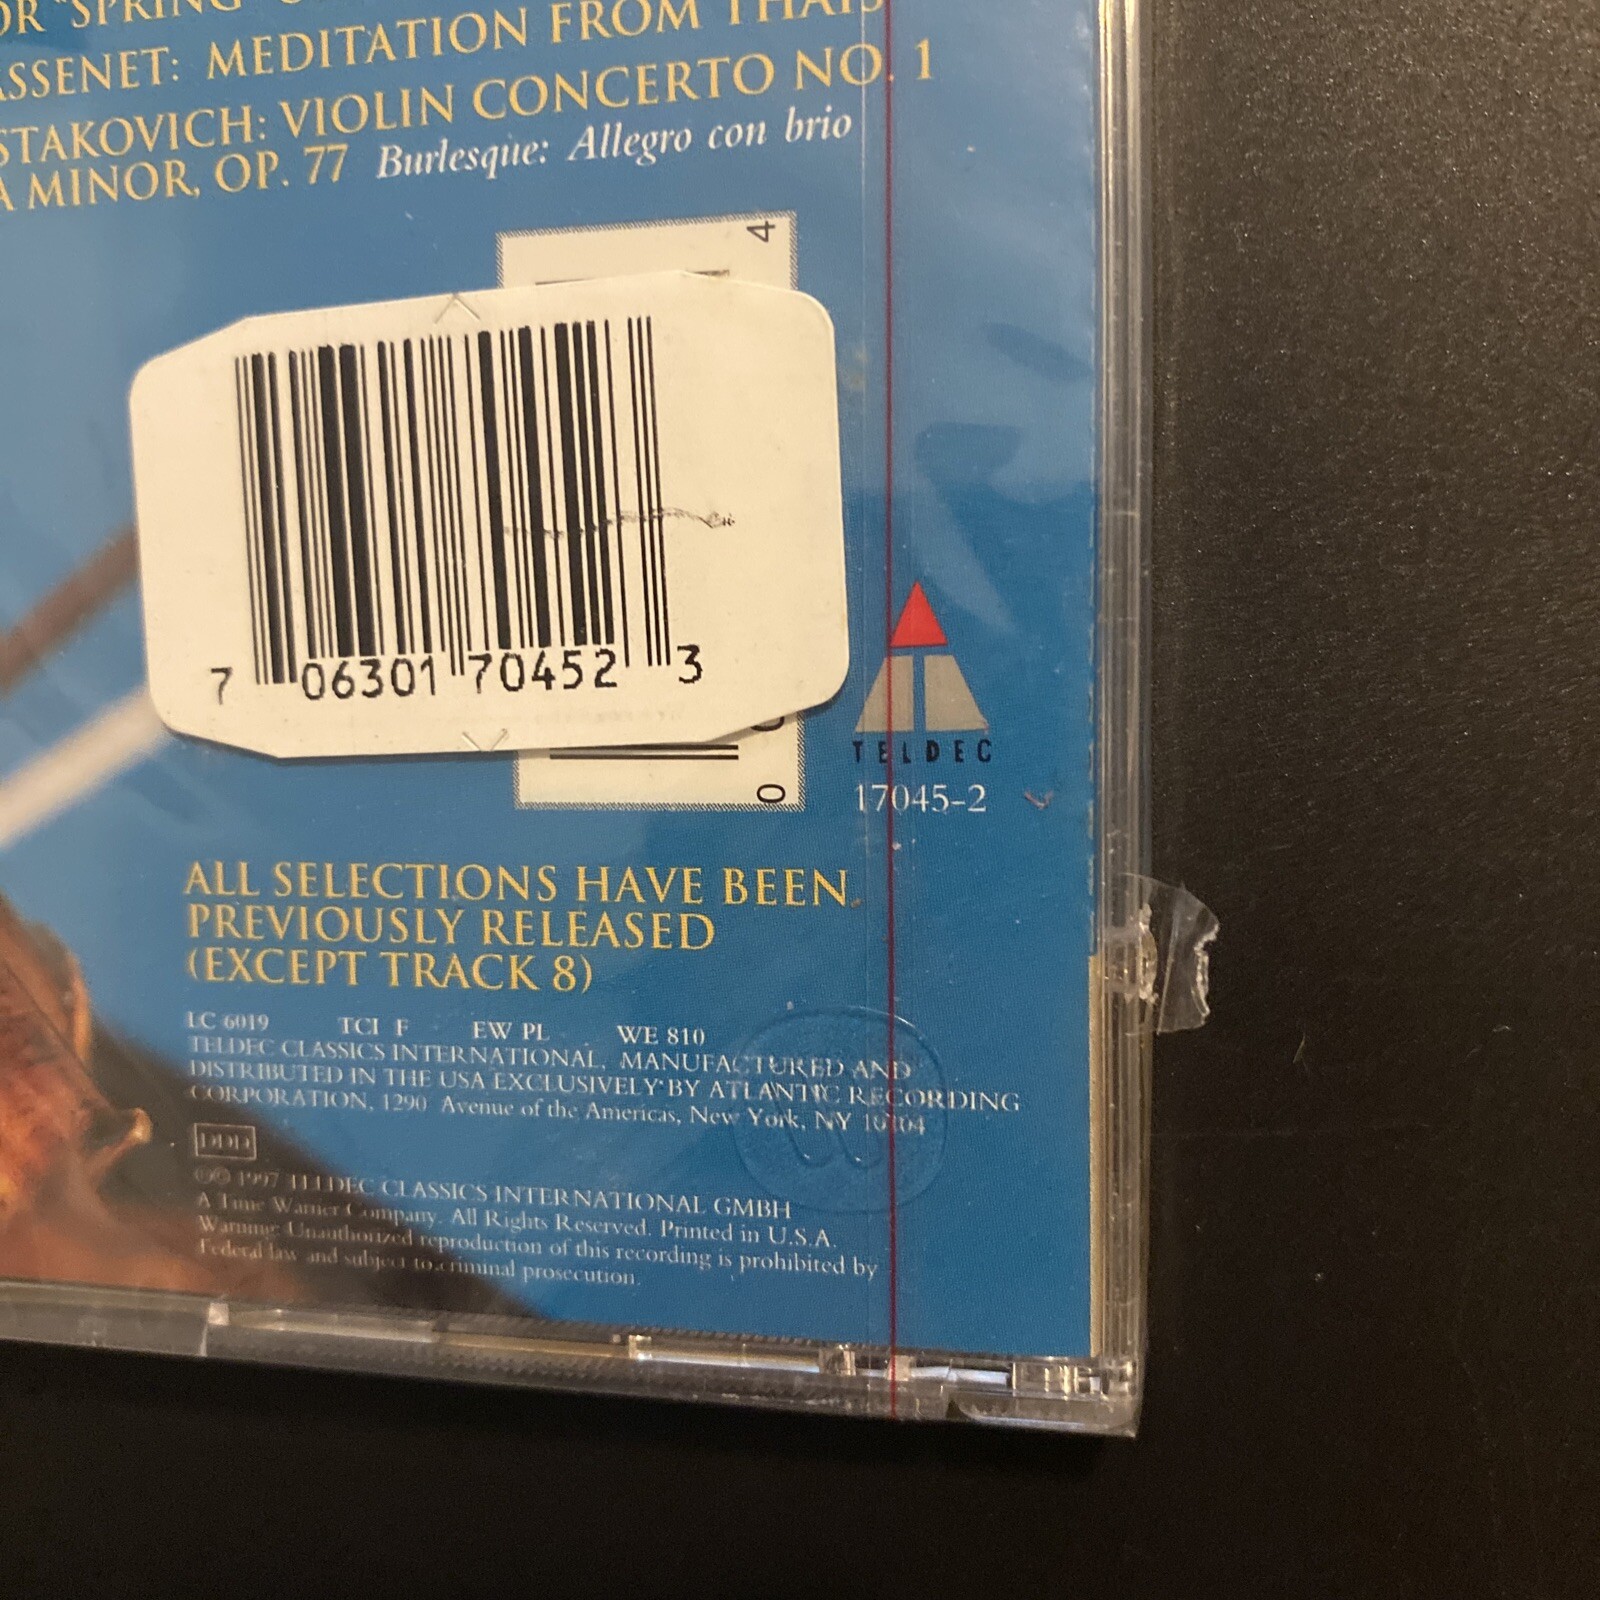 OR "SPRING"
ASSENET: MEDITATION FROM THAIS
STAKOVICH: VIOLIN CONCERTO NO. 1
A MINOR, OP. 77 Burlesque: Allegro con brio
4
7 06301 70452 3
0
TELDEC
17045-2
ALL SELECTIONS HAVE BEEN
PREVIOUSLY RELEASED
(EXCEPT TRACK 8)
LC 6019 TCI F EW PL WE 810
TELDEC CLASSICS INTERNATIONAL, MANUFACTURED AND
DISTRIBUTED IN THE USA EXCLUSIVELY BY ATLANTIC RECORDING
CORPORATION, 1290 Avenue of the Americas, New York, NY 10104
DDD
℗© 1997 TELDEC CLASSICS INTERNATIONAL GMBH
A Time Warner Company. All Rights Reserved. Printed in U.S.A.
Warning: Unauthorized reproduction of this recording is prohibited by
Federal law and subject to criminal prosecution.